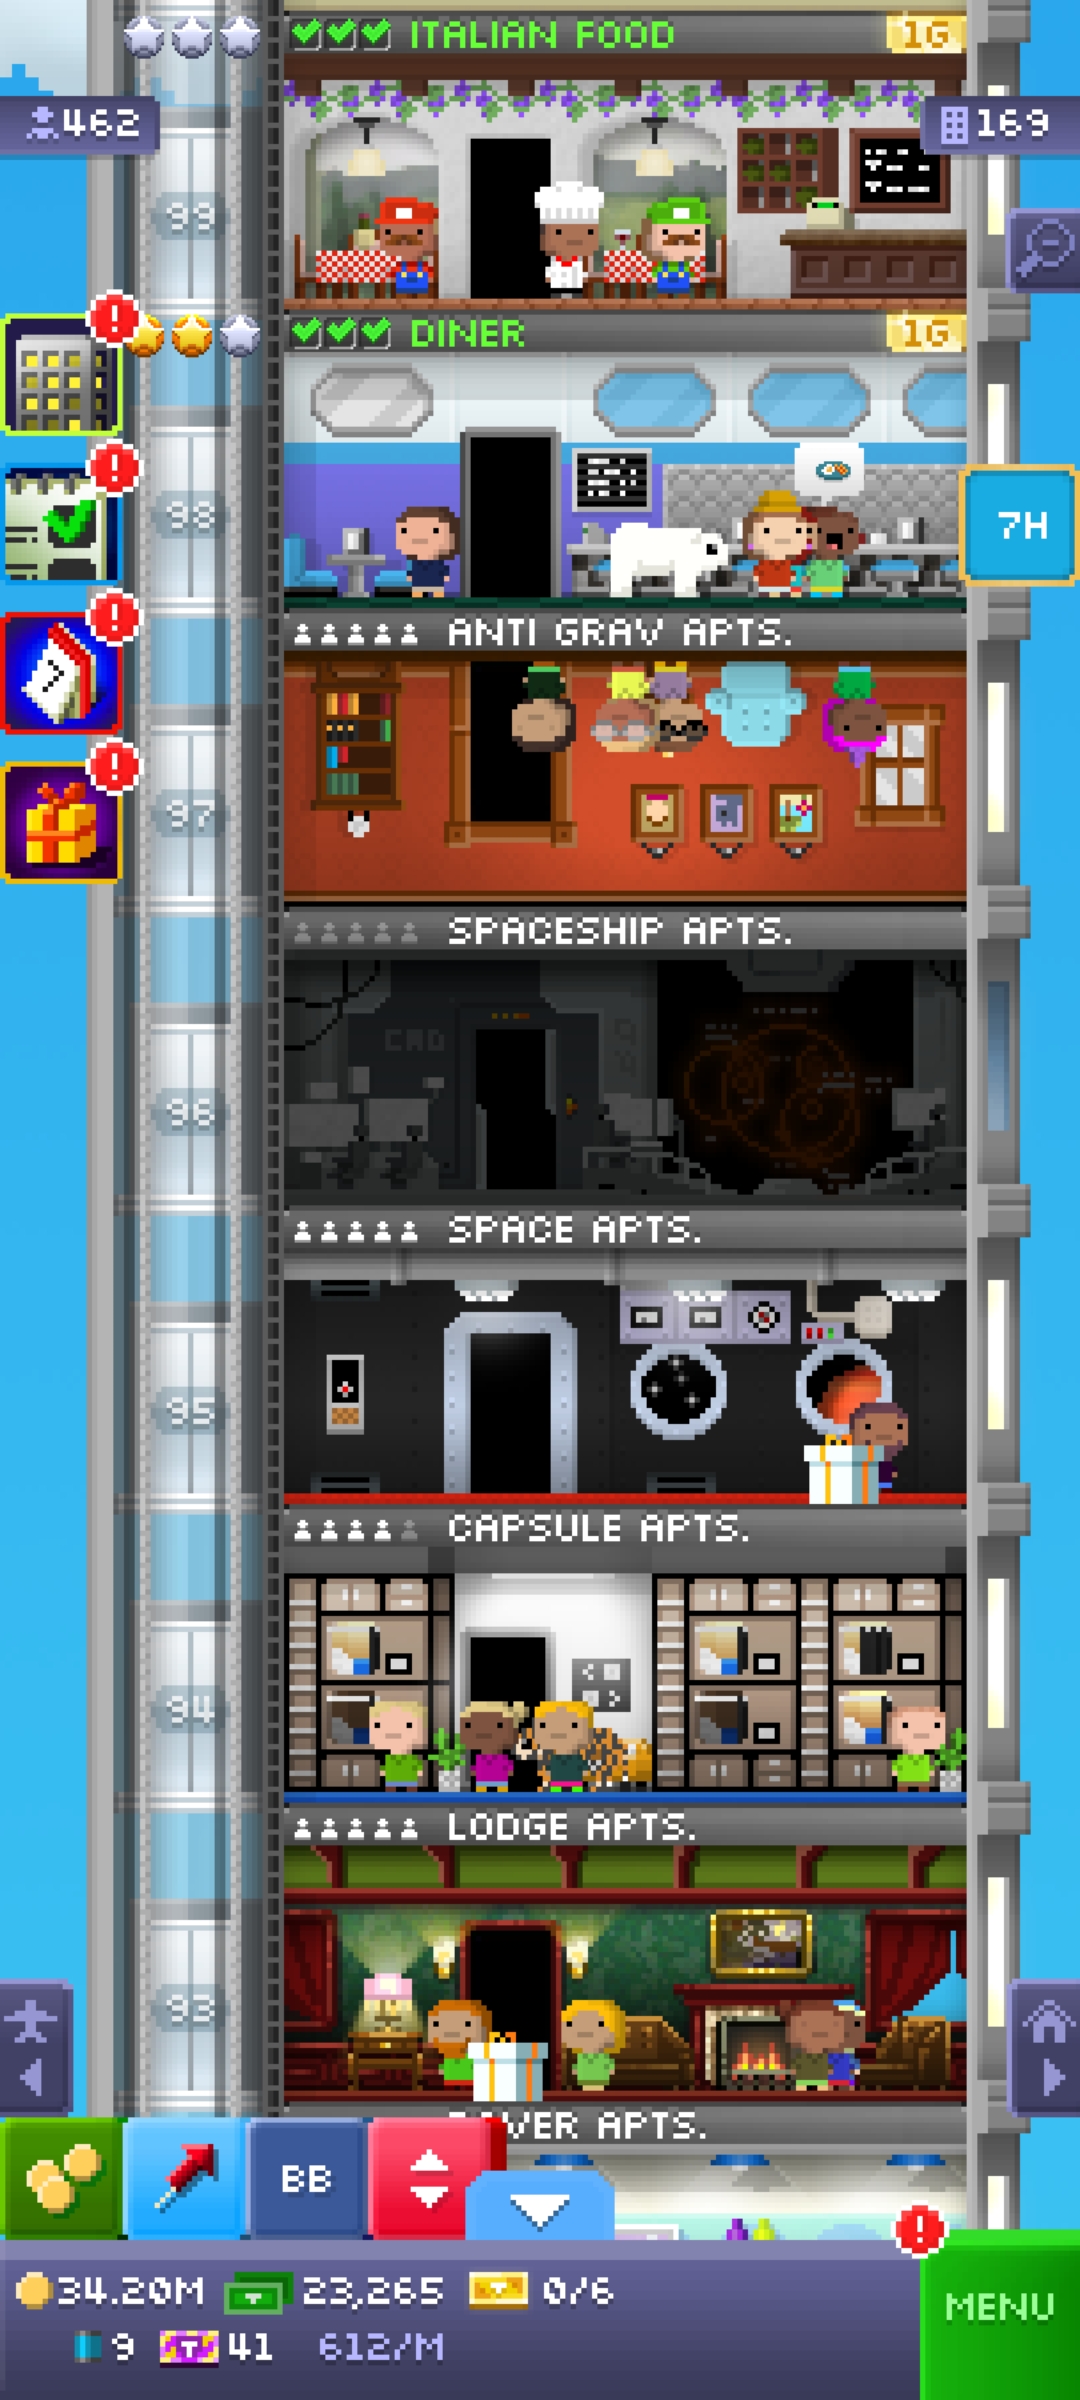 ITALIAN FOOD 1G
462
169
99
DINER 1G
98
7H
ANTI GRAV APTS.
97
SPACESHIP APTS.
CMD
96
SPACE APTS.
95
CAPSULE APTS.
94
LODGE APTS.
93
WER APTS.
BB
34.20M 23,265 0/6
MENU
9 T 41 612/M